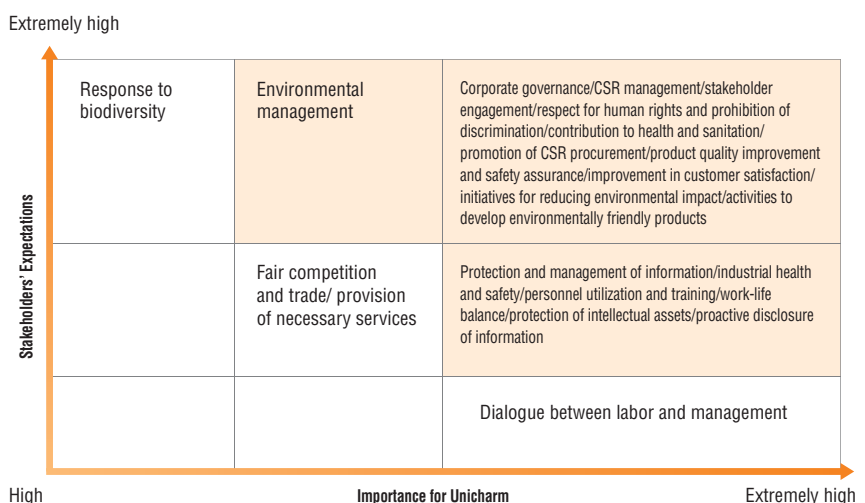 Extremely high
Response to
biodiversity
Environmental
management
Corporate governance/CSR management/stakeholder
engagement/respect for human rights and prohibition of
discrimination/contribution to health and sanitation/
promotion of CSR procurement/product quality improvement
and safety assurance/improvement in customer satisfaction/
initiatives for reducing environmental impact/activities to
develop environmentally friendly products
Stakeholders' Expectations
Fair competition
and trade/ provision
of necessary services
Protection and management of information/industrial health
and safety/personnel utilization and training/work-life
balance/protection of intellectual assets/proactive disclosure
of information
Dialogue between labor and management
High
Importance for Unicharm
Extremely high